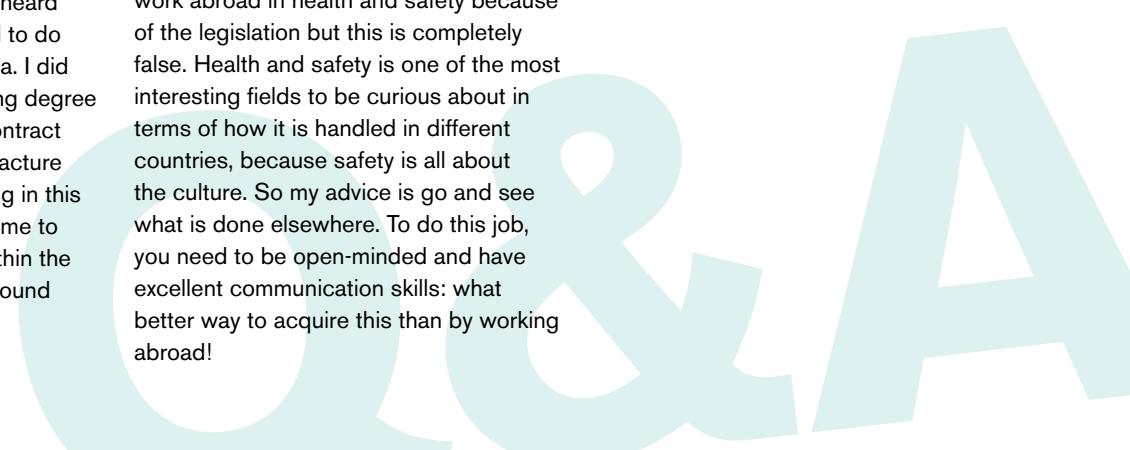 heard
to do
a. I did
ng degree
ontract
acture
g in this
me to
thin the
ound
work abroad in health and safety because
of the legislation but this is completely
false. Health and safety is one of the most
interesting fields to be curious about in
terms of how it is handled in different
countries, because safety is all about
the culture. So my advice is go and see
what is done elsewhere. To do this job,
you need to be open-minded and have
excellent communication skills: what
better way to acquire this than by working
abroad!
Q&A